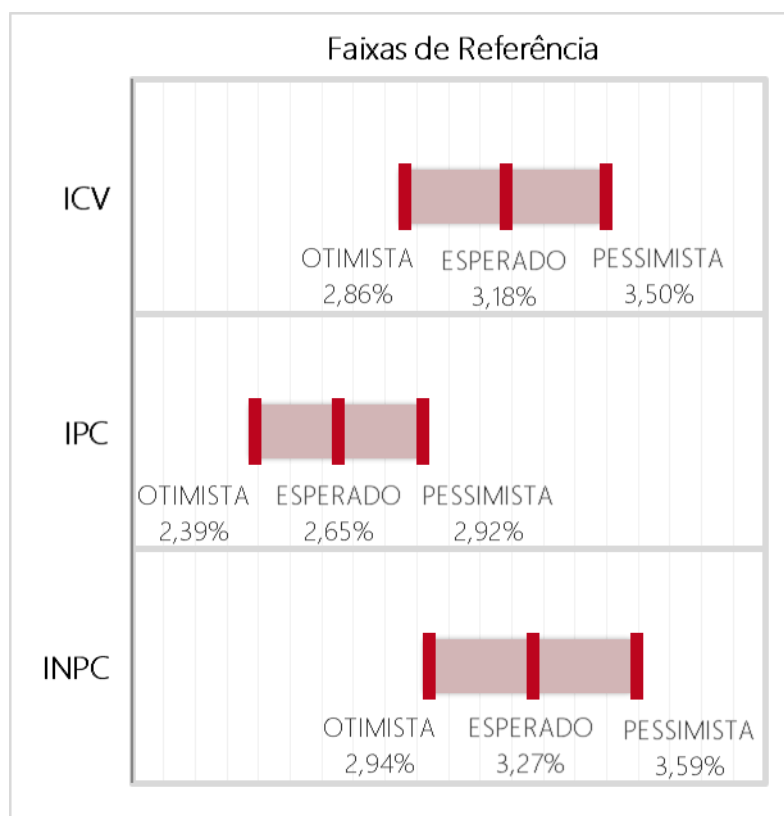 Faixas de Referência
ICV
OTIMISTA ESPERADO PESSIMISTA
2,86% 3,18% 3,50%
IPC
OTIMISTA ESPERADO PESSIMISTA
2,39% 2,65% 2,92%
INPC
OTIMISTA ESPERADO PESSIMISTA
2,94% 3,27% 3,59%